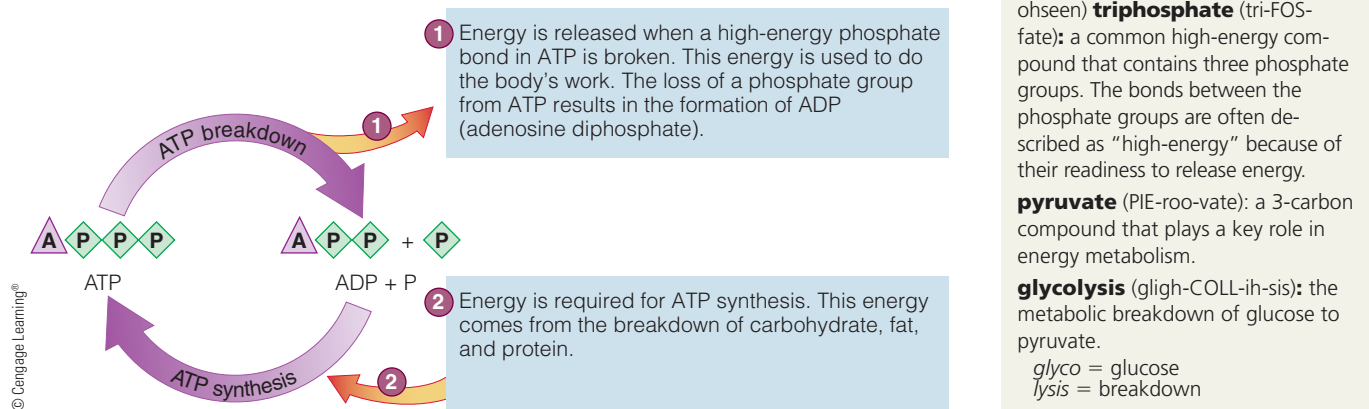 1 Energy is released when a high-energy phosphate
bond in ATP is broken. This energy is used to do
the body's work. The loss of a phosphate group
from ATP results in the formation of ADP
(adenosine diphosphate).
ATP breakdown
1
A P P P
A P P + P
ATP
ADP + P
2 Energy is required for ATP synthesis. This energy
comes from the breakdown of carbohydrate, fat,
and protein.
ATP synthesis
2
© Cengage Learning®
ohseen) triphosphate (tri-FOS-
fate): a common high-energy com-
pound that contains three phosphate
groups. The bonds between the
phosphate groups are often de-
scribed as “high-energy” because of
their readiness to release energy.
pyruvate (PIE-roo-vate): a 3-carbon
compound that plays a key role in
energy metabolism.
glycolysis (gligh-COLL-ih-sis): the
metabolic breakdown of glucose to
pyruvate.
glyco = glucose
lysis = breakdown